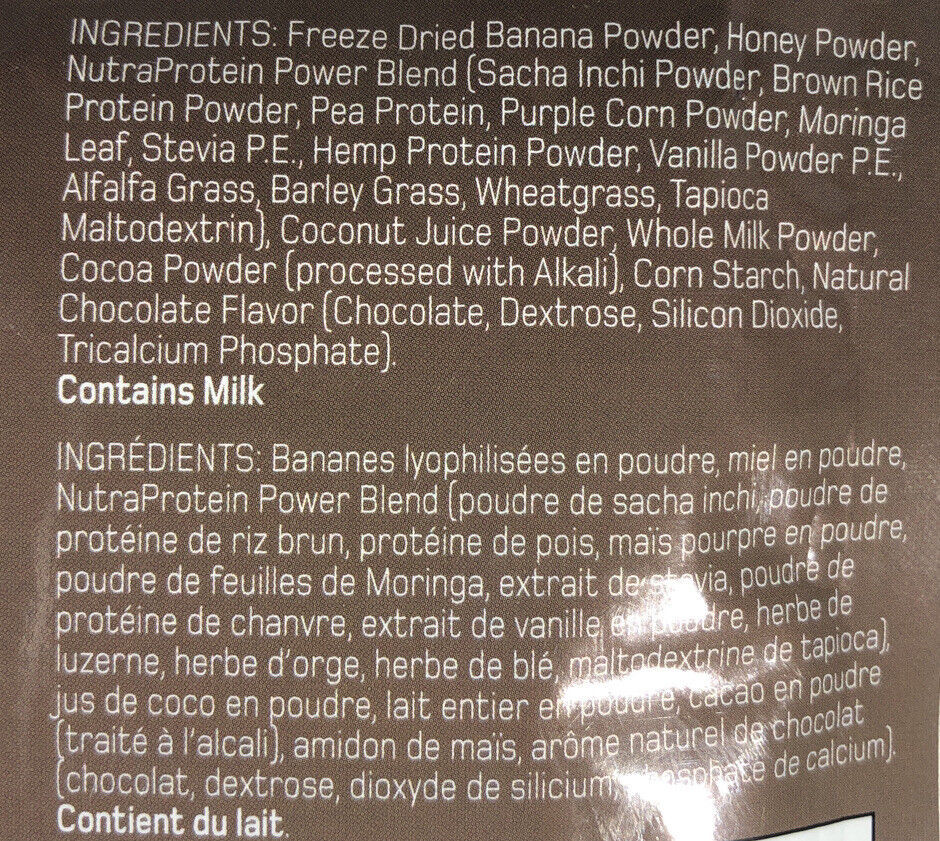 INGREDIENTS: Freeze Dried Banana Powder, Honey Powder,
NutraProtein Power Blend (Sacha Inchi Powder, Brown Rice
Protein Powder, Pea Protein, Purple Corn Powder, Moringa
Leaf, Stevia P.E., Hemp Protein Powder, Vanilla Powder P.E.,
Alfalfa Grass, Barley Grass, Wheatgrass, Tapioca
Maltodextrin), Coconut Juice Powder, Whole Milk Powder,
Cocoa Powder (processed with Alkali), Corn Starch, Natural
Chocolate Flavor (Chocolate, Dextrose, Silicon Dioxide,
Tricalcium Phosphate).
Contains Milk
INGRÉDIENTS: Bananes lyophilisées en poudre, miel en poudre,
NutraProtein Power Blend (poudre de sacha inchi, poudre de
protéine de riz brun, protéine de pois, maïs pourpre en poudre,
poudre de feuilles de Moringa, extrait de stevia, poudre de
protéine de chanvre, extrait de vanille en poudre, herbe de
luzerne, herbe d'orge, herbe de blé, maltodextrine de tapioca),
jus de coco en poudre, lait entier en poudre, cacao en poudre
(traité à l'alcali), amidon de maïs, arôme naturel de chocolat
(chocolat, dextrose, dioxyde de silicium, de calcium).
Contient du lait.